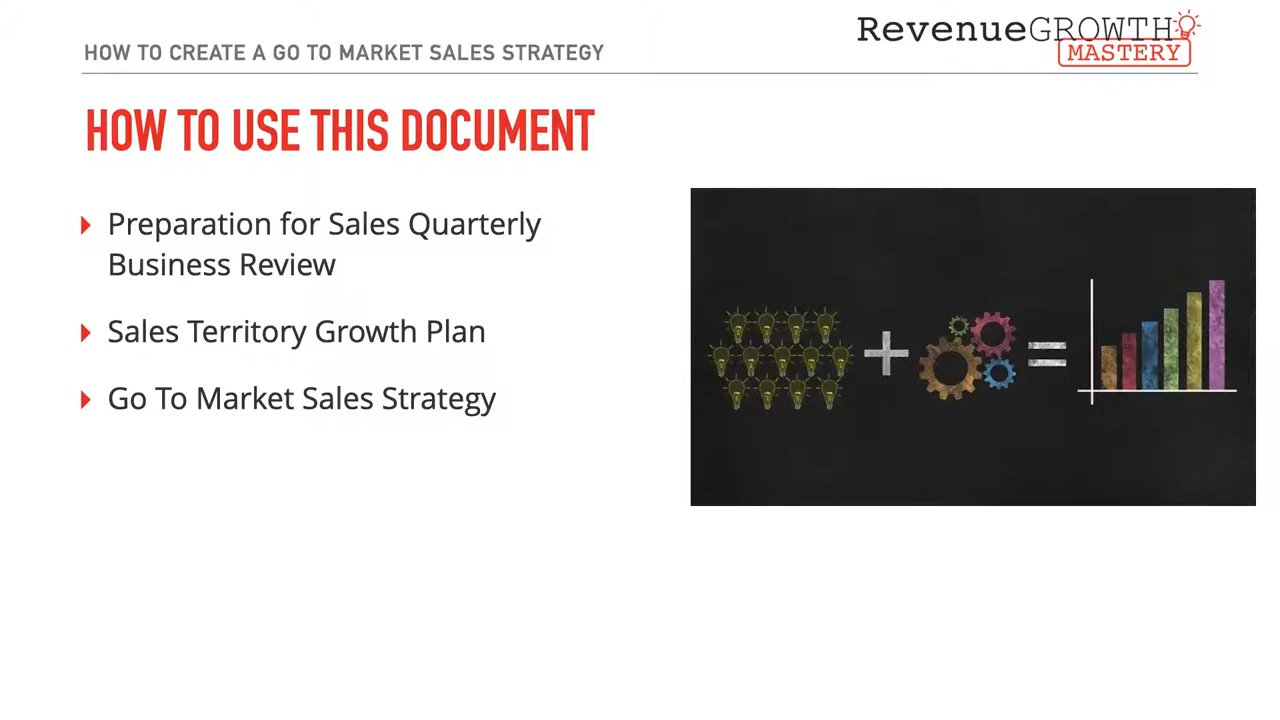 HOW TO CREATE A GO TO MARKET SALES STRATEGY
RevenueGROWTH
MASTERY
HOW TO USE THIS DOCUMENT
Preparation for Sales Quarterly
Business Review
Sales Territory Growth Plan
Go To Market Sales Strategy